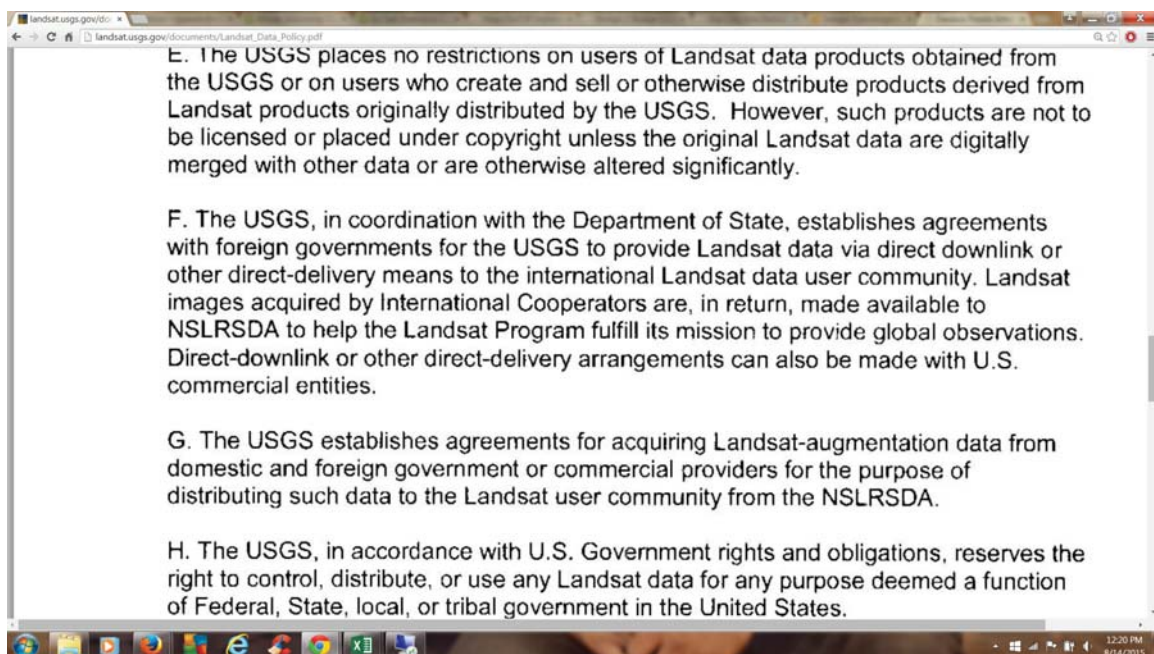 landsat.usgs.gov/do
landsat.usgs.gov/documents/Landsat_Data_Policy.pdf
E. The USGS places no restrictions on users of Landsat data products obtained from
the USGS or on users who create and sell or otherwise distribute products derived from
Landsat products originally distributed by the USGS.  However, such products are not to
be licensed or placed under copyright unless the original Landsat data are digitally
merged with other data or are otherwise altered significantly.
F. The USGS, in coordination with the Department of State, establishes agreements
with foreign governments for the USGS to provide Landsat data via direct downlink or
other direct-delivery means to the international Landsat data user community. Landsat
images acquired by International Cooperators are, in return, made available to
NSLRSDA to help the Landsat Program fulfill its mission to provide global observations.
Direct-downlink or other direct-delivery arrangements can also be made with U.S.
commercial entities.
G. The USGS establishes agreements for acquiring Landsat-augmentation data from
domestic and foreign government or commercial providers for the purpose of
distributing such data to the Landsat user community from the NSLRSDA.
H. The USGS, in accordance with U.S. Government rights and obligations, reserves the
right to control, distribute, or use any Landsat data for any purpose deemed a function
of Federal, State, local, or tribal government in the United States.
12:20 PM
8/14/2015